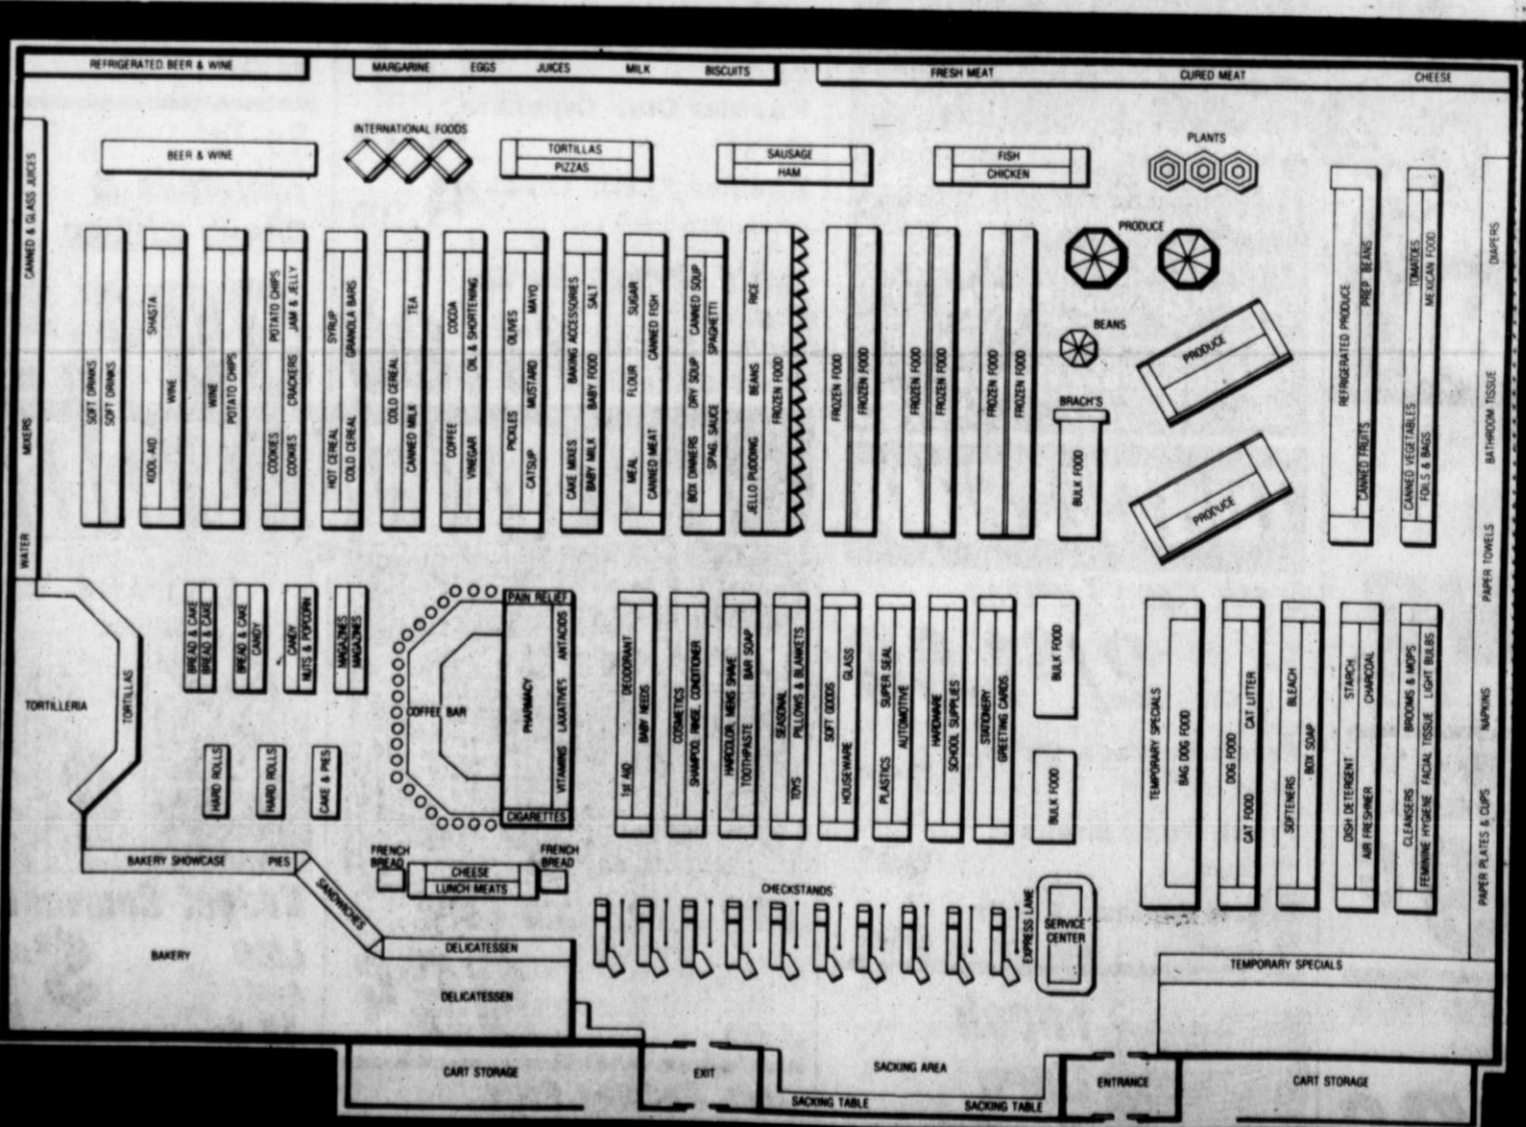 REFRIGERATED BEER & WINE
MARGARINE EGGS JUICES MILK BISCUITS
FRESH MEAT CURED MEAT CHEESE
CANNED & GLASS JUICES
MIXERS
WATER
BEER & WINE
INTERNATIONAL FOODS
TORTILLAS
PIZZAS
SAUSAGE
HAM
FISH
CHICKEN
PLANTS
PRODUCE
BEANS
BRACH'S
BULK FOOD
PRODUCE
PRODUCE
SOFT DRINKS
SOFT DRINKS
KOOL AID SHASTA
WINE
WINE
POTATO CHIPS
COOKIES POTATO CHIPS
COOKIES CRACKERS JAM & JELLY
HOT CEREAL SYRUP
COLD CEREAL GRANOLA BARS
COLD CEREAL
CANNED MILK TEA
COFFEE COCOA
VINEGAR OIL & SHORTENING
PICKLES OLIVES
CATSUP MUSTARD MAYO
CAKE MIXES BAKING ACCESSORIES
BABY MILK BABY FOOD SALT
MEAL FLOUR SUGAR
CANNED MEAT CANNED FISH
BOX DINNERS DRY SOUP CANNED SOUP
SPAG. SAUCE SPAGHETTI
JELLO PUDDING BEANS RICE
FROZEN FOOD
FROZEN FOOD
FROZEN FOOD
FROZEN FOOD
FROZEN FOOD
FROZEN FOOD
FROZEN FOOD
REFRIGERATED PRODUCE
CANNED FRUITS PREP BEANS
CANNED VEGETABLES TOMATOES
FOILS & BAGS MEXICAN FOOD
DIAPERS
BATHROOM TISSUE
PAPER TOWELS
NAPKINS
PAPER PLATES & CUPS
TORTILLERIA
TORTILLAS
BREAD & CAKE
BREAD & CAKE
BREAD & CAKE
CANDY
CANDY
NUTS & POPCORN
MAGAZINES
MAGAZINES
HARD ROLLS
HARD ROLLS
CAKE & PIES
COFFEE BAR
PAIN RELIEF
PHARMACY
VITAMINS LAXATIVES ANTACIDS
CIGARETTES
1st AID DEODORANT
BABY NEEDS
COSMETICS
SHAMPOO, RINSE, CONDITIONER
HAIRCOLOR, MENS SHAVE
TOOTHPASTE BAR SOAP
SEASONAL
TOYS PILLOWS & BLANKETS
SOFT GOODS
HOUSEWARE GLASS
PLASTICS SUPER SEAL
AUTOMOTIVE
HARDWARE
SCHOOL SUPPLIES
STATIONERY
GREETING CARDS
BULK FOOD
BULK FOOD
TEMPORARY SPECIALS
BAG DOG FOOD
DOG FOOD
CAT FOOD CAT LITTER
SOFTENERS BLEACH
BOX SOAP
DISH DETERGENT STARCH
AIR FRESHNER CHARCOAL
CLEANSERS BROOMS & MOPS
FEMININE HYGIENE FACIAL TISSUE LIGHT BULBS
BAKERY SHOWCASE PIES
SANDWICHES
BAKERY
FRENCH
BREAD
CHEESE
LUNCH MEATS
FRENCH
BREAD
DELICATESSEN
DELICATESSEN
CHECKSTANDS
EXPRESS LANE
SERVICE
CENTER
TEMPORARY SPECIALS
CART STORAGE
EXIT
SACKING AREA
SACKING TABLE SACKING TABLE
ENTRANCE
CART STORAGE